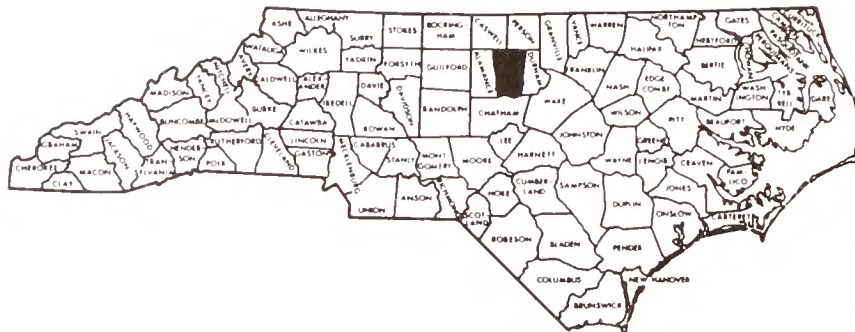 ASHE
ALLEGHANY
SURRY
STOKES
ROCKING
HAM
CASWELL
PERSON
GRANVILLE
VANCE
WARREN
NORTHAMP
TON
GATES
HERTFORD
CURRITUCK
PASQUOTANK
PERQUIMANS
WATAUGA
WILKES
YADKIN
FORSYTH
GUILFORD
ALAMANCE
DURHAM
FRANKLIN
HALIFAX
BERTIE
MITCHELL
AVERY
CALDWELL
ALEX-
ANDER
IREDELL
DAVIE
DAVIDSON
RANDOLPH
CHATHAM
WAKE
NASH
EDGE
COMBE
MARTIN
WASH-
INGTON
TYR
RELL
DARE
MADISON
YANCEY
BURKE
CATAWBA
ROWAN
WILSON
PITT
BEAUFORT
HYDE
HAYWOOD
BUNCOMBE
McDOWELL
LINCOLN
CABARRUS
LEE
JOHNSTON
GREENE
SWAIN
GRAHAM
JACKSON
HENDER-
SON
RUTHERFORD
CLEVELAND
GASTON
MECKLENBURG
STANLY
MONT-
GOMERY
MOORE
HARNETT
WAYNE
LENOIR
CRAVEN
PAM-
LICO
CHEROKEE
CLAY
MACON
TRAN
SYLVANIA
POLK
UNION
ANSON
RICHMOND
HOKE
CUMBER-
LAND
SAMPSON
DUPLIN
JONES
ONSLOW
CARTERET
SCOT-
LAND
ROBESON
BLADEN
PENDER
COLUMBUS
NEW HANOVER
BRUNSWICK